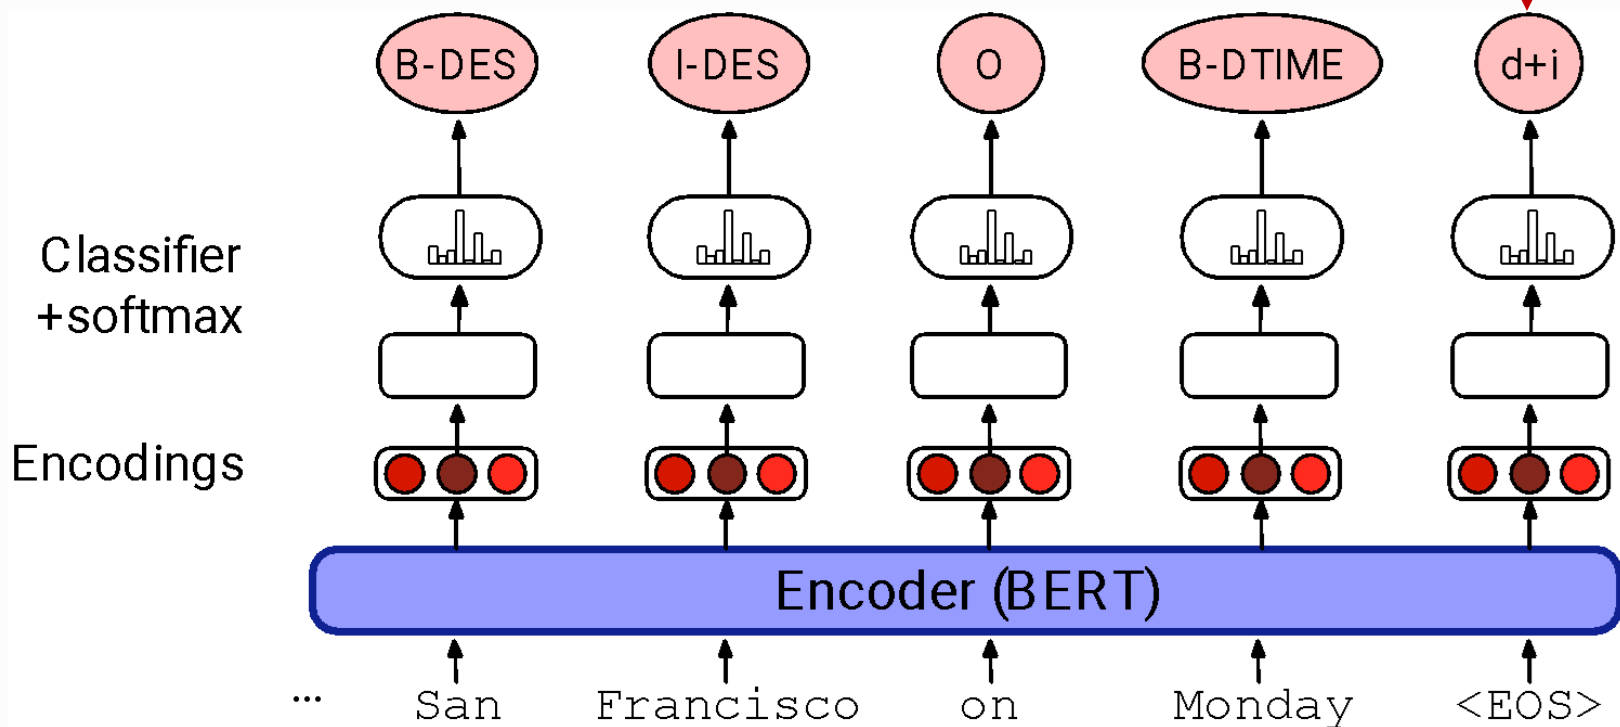 B-DES I-DES O B-DTIME d+i
Classifier
+softmax
Encodings
Encoder (BERT)
... San Francisco on Monday <EOS>